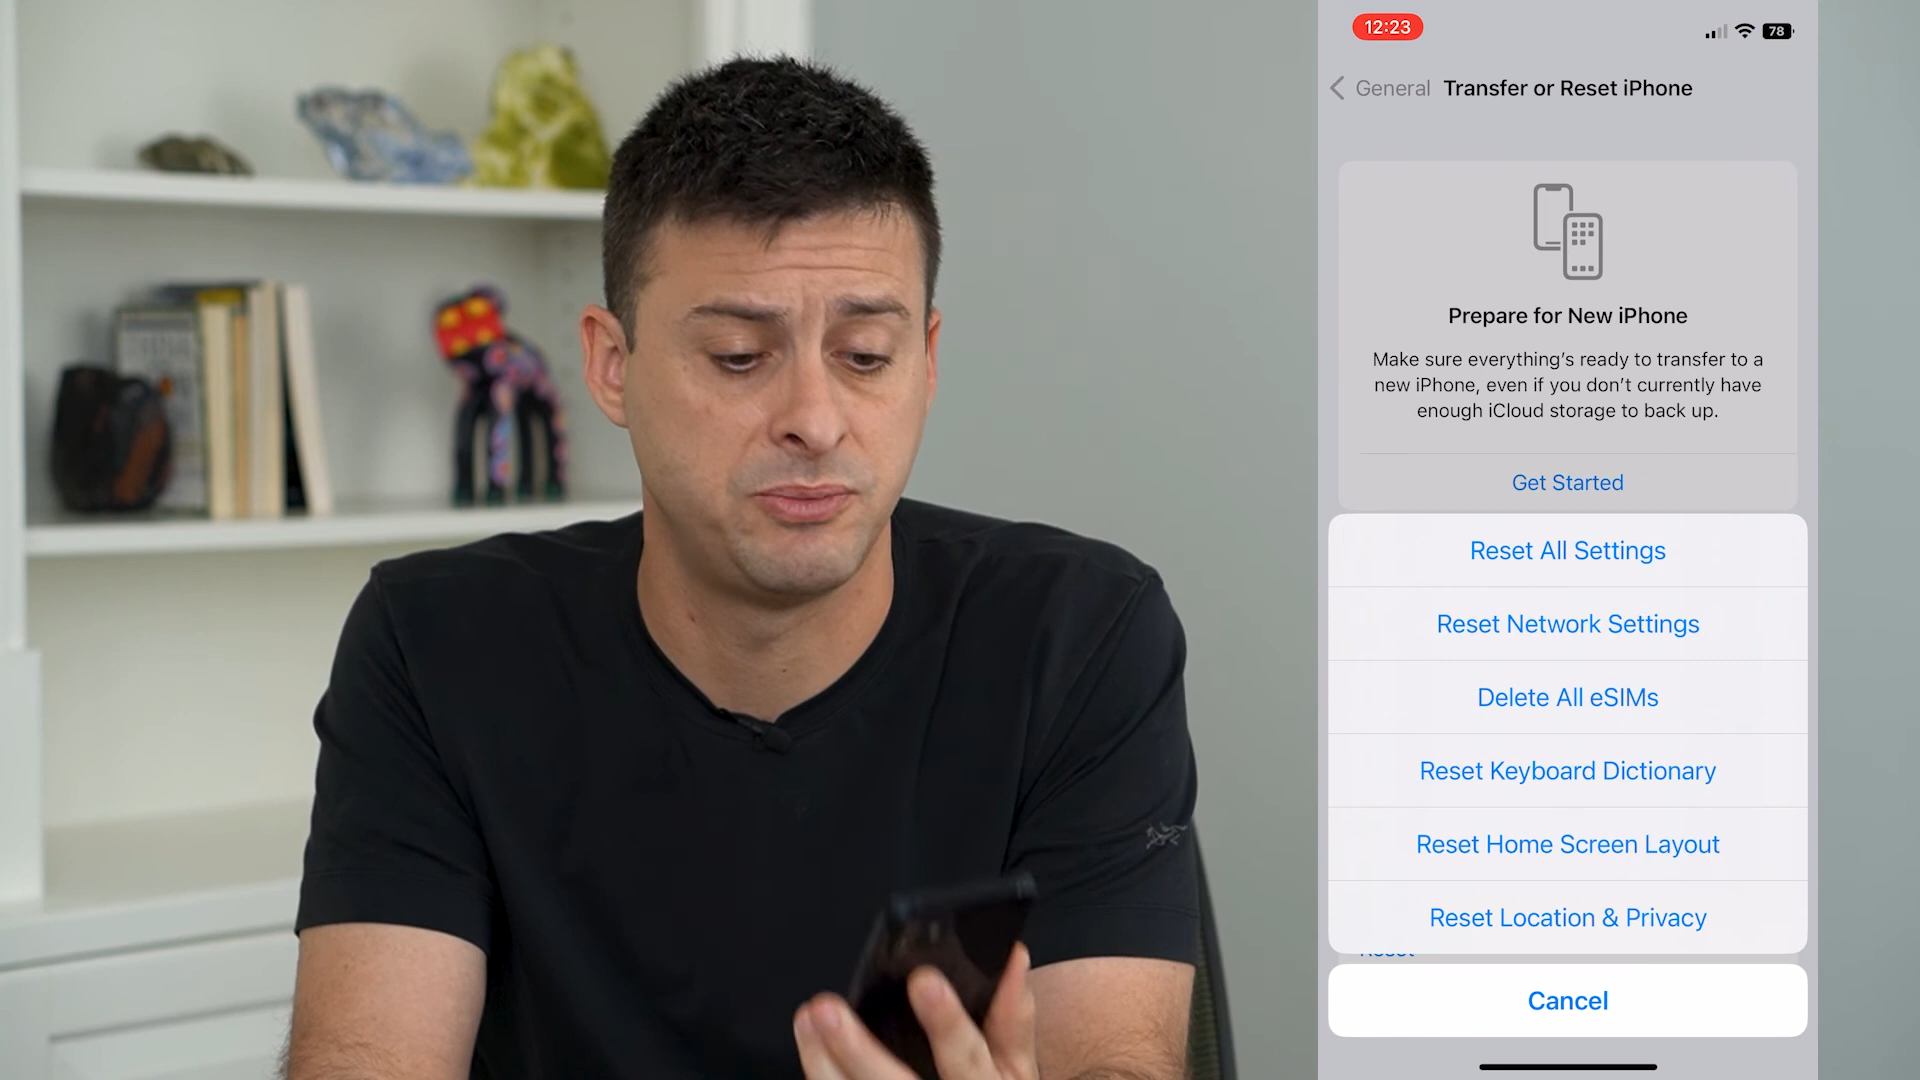 12:23
78
General Transfer or Reset iPhone
Prepare for New iPhone
Make sure everything's ready to transfer to a
new iPhone, even if you don't currently have
enough iCloud storage to back up.
Get Started
Reset All Settings
Reset Network Settings
Delete All eSIMs
Reset Keyboard Dictionary
Reset Home Screen Layout
Reset Location & Privacy
Reset
Cancel